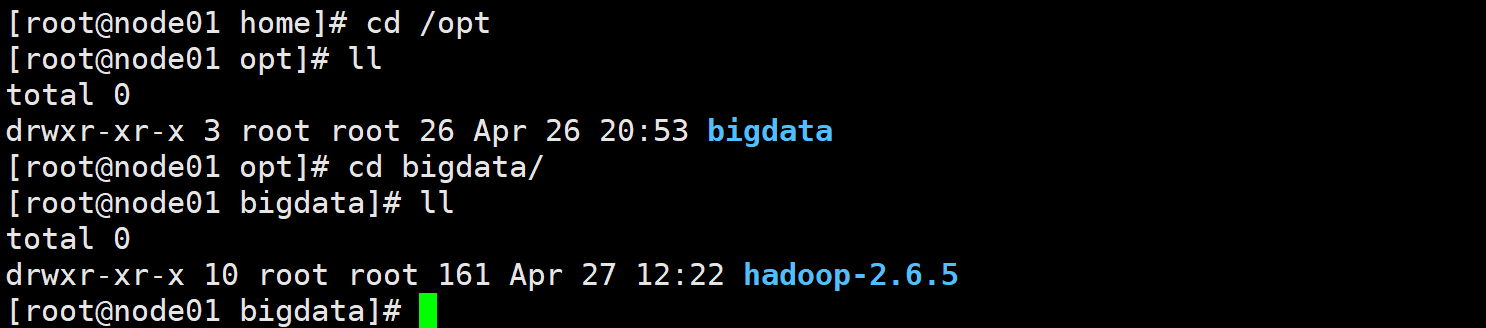 [root@node01 home]# cd /opt
[root@node01 opt]# ll
total 0
drwxr-xr-x 3 root root 26 Apr 26 20:53 bigdata
[root@node01 opt]# cd bigdata/
[root@node01 bigdata]# ll
total 0
drwxr-xr-x 10 root root 161 Apr 27 12:22 hadoop-2.6.5
[root@node01 bigdata]#